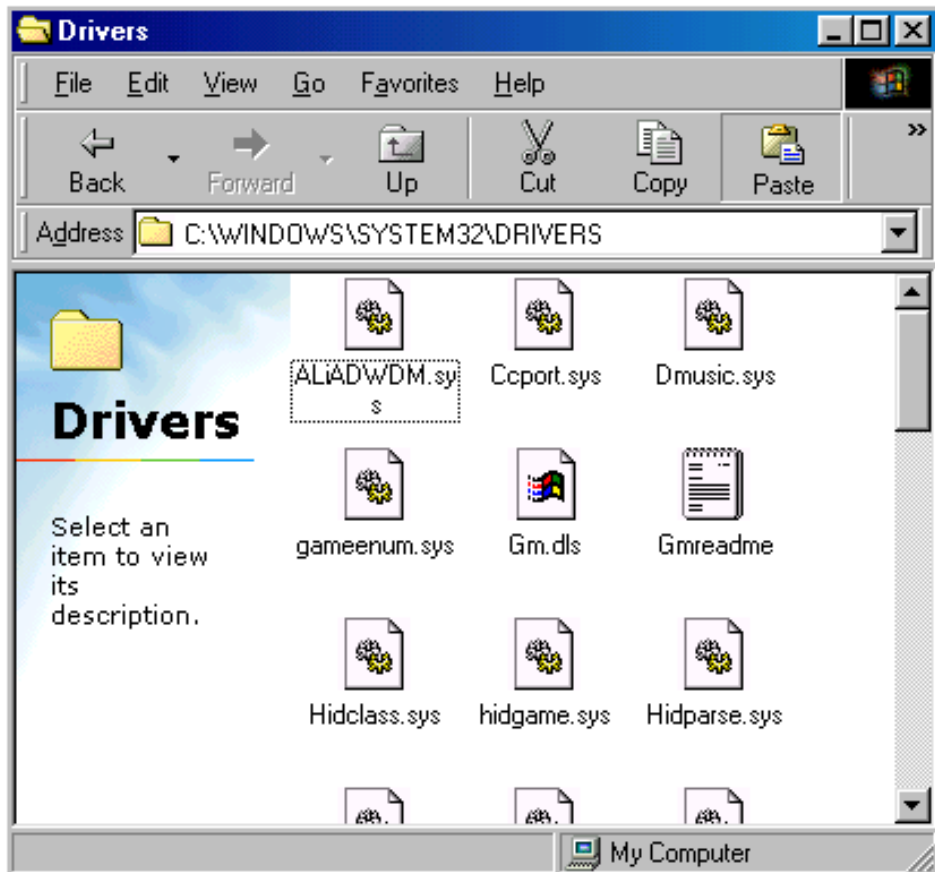 Drivers
File Edit View Go Favorites Help
»
Back Forward Up Cut Copy Paste
Address C:\WINDOWS\SYSTEM32\DRIVERS
ALiADWDM.sy
s
Ccport.sys
Dmusic.sys
Drivers
gameenum.sys
Gm.dls
Gmreadme
Select an
item to view
its
description.
Hidclass.sys
hidgame.sys
Hidparse.sys
My Computer